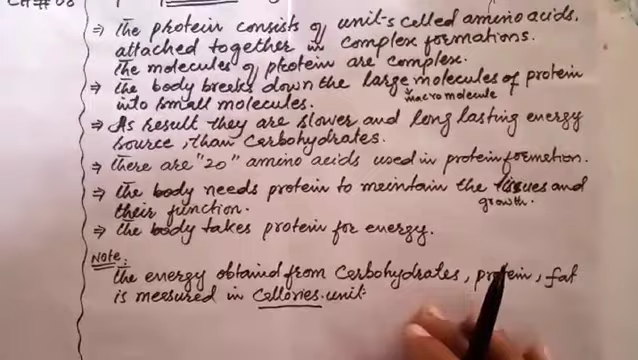 CH# 08
⇒ The protein consists of unit-s called amino acids,
attached together in complex formations.
The molecules of protein are complex.
⇒ The body breaks down the large molecules of protein
macro molecule
into small molecules.
⇒ As result they are slower and long lasting energy
source, than carbohydrates.
⇒ There are "20" amino acids used in protein formation.
⇒ The body needs protein to maintain the tissues and
growth.
their function.
⇒ The body takes protein for energy.
Note:
The energy obtained from Carbohydrates, protein, fat
is measured in Callories unit.